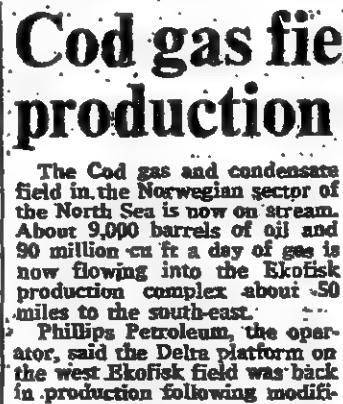 Cod gas fie
production
The Cod gas and condensate
field in the Norwegian sector of
the North Sea is now on stream.
About 9,000 barrels of oil and
90 million cu ft a day of gas is
now flowing into the Ekofisk
production complex about 50
miles to the south-east.
Phillips Petroleum, the oper-
ator, said the Delta platform on
the west Ekofisk field was back
in production following modifi-